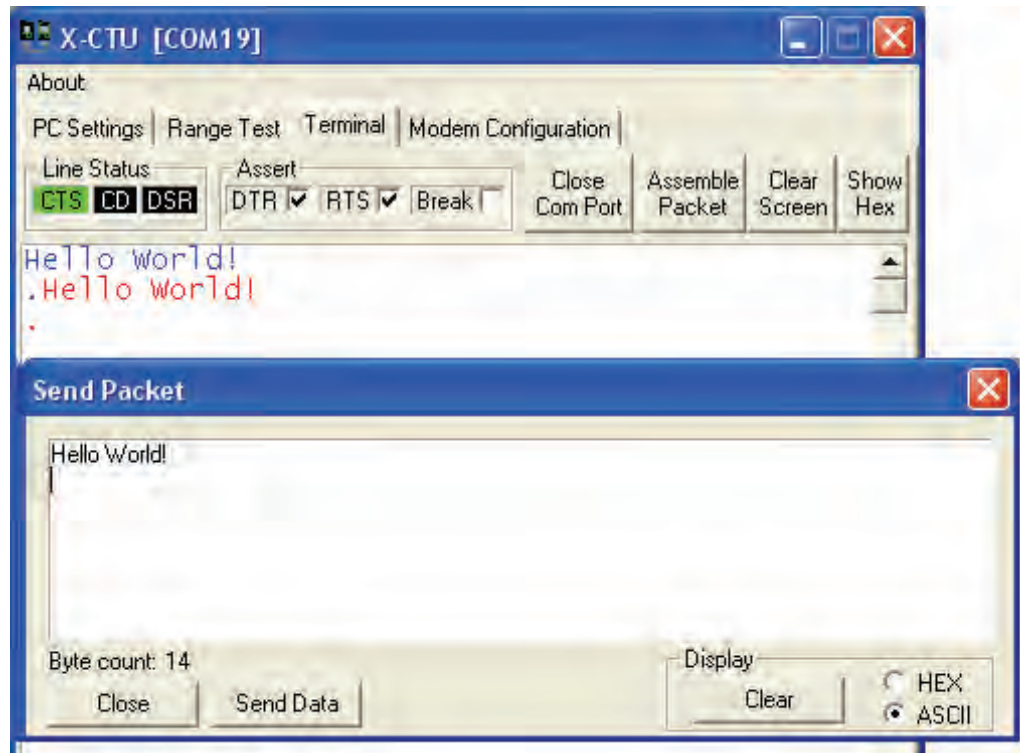 X-CTU [COM19]
About
PC Settings Range Test Terminal Modem Configuration
Line Status Assert
CTS CD DSR DTR RTS Break Close Com Port Assemble Packet Clear Screen Show Hex
Hello World!
.Hello World!
.
Send Packet
Hello World!
Byte count: 14
Display
Close Send Data Clear HEX
ASCII